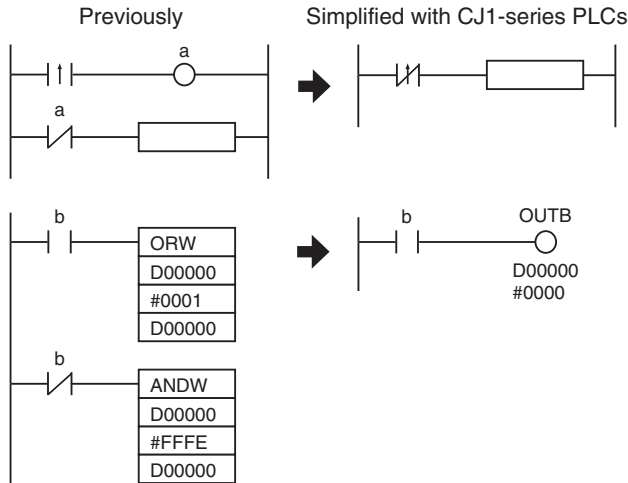 Previously
Simplified with CJ1-series PLCs
a
a
b
ORW
D00000
#0001
D00000
b
OUTB
D00000
#0000
b
ANDW
D00000
#FFFE
D00000